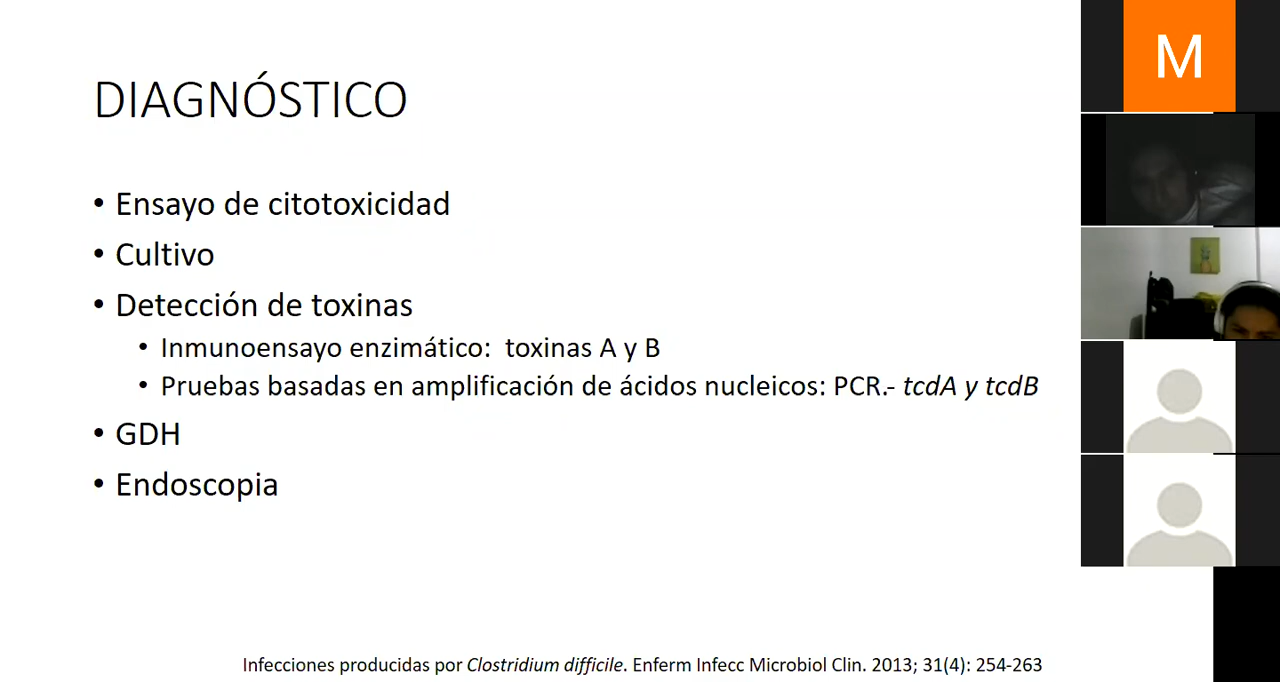 DIAGNÓSTICO
• Ensayo de citotoxicidad
• Cultivo
• Detección de toxinas
• Inmunoensayo enzimático:  toxinas A y B
• Pruebas basadas en amplificación de ácidos nucleicos: PCR.- tcdA y tcdB
• GDH
• Endoscopia
Infecciones producidas por Clostridium difficile. Enferm Infecc Microbiol Clin. 2013; 31(4): 254-263
M